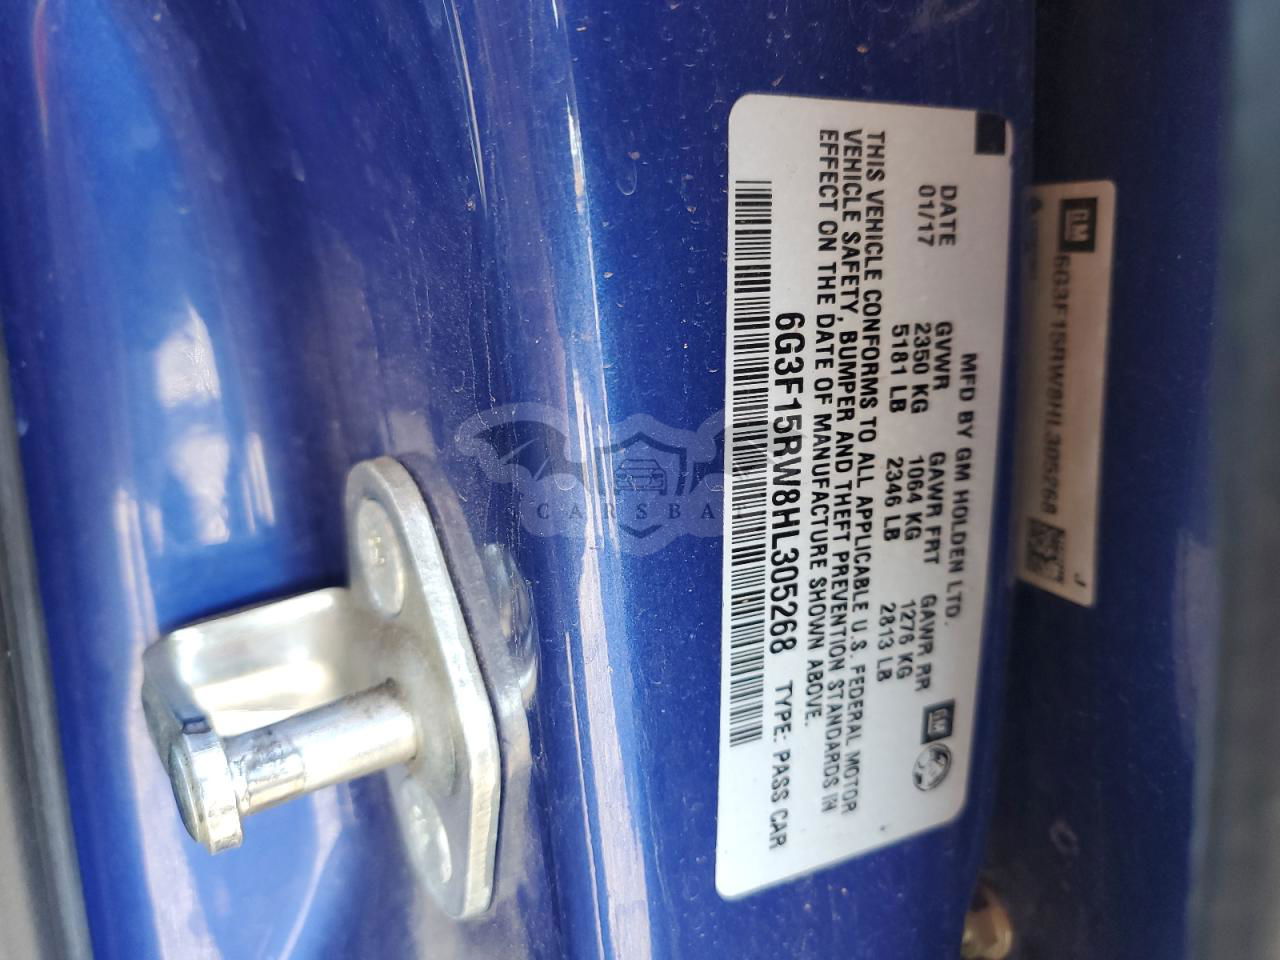 MFD BY GM HOLDEN LTD.
DATE GVWR GAWR FRT GAWR RR
01/17 2350 KG 1064 KG 1276 KG
5181 LB 2346 LB 2813 LB
THIS VEHICLE CONFORMS TO ALL APPLICABLE U.S. FEDERAL MOTOR
VEHICLE SAFETY, BUMPER AND THEFT PREVENTION STANDARDS IN
EFFECT ON THE DATE OF MANUFACTURE SHOWN ABOVE.
6G3F15RW8HL305268 TYPE: PASS CAR
GM
GM
6G3F15RW8HL305268
J